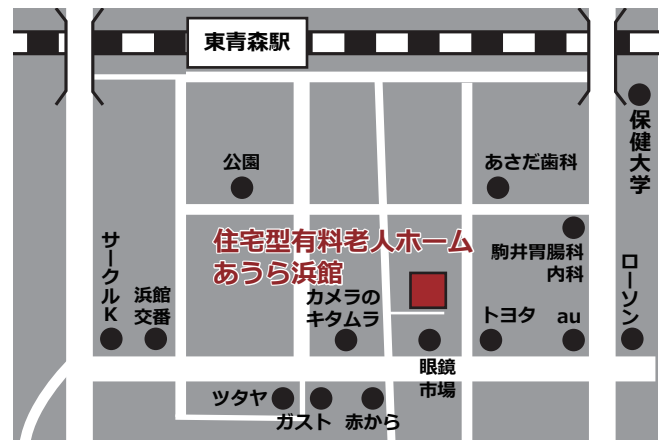 東青森駅
保健大学
公園
あさだ歯科
住宅型有料老人ホーム
あうら浜館
駒井胃腸科
内科
サークルK
浜館
交番
カメラの
キタムラ
トヨタ
au
ローソン
眼鏡
市場
ツタヤ
ガスト
赤から